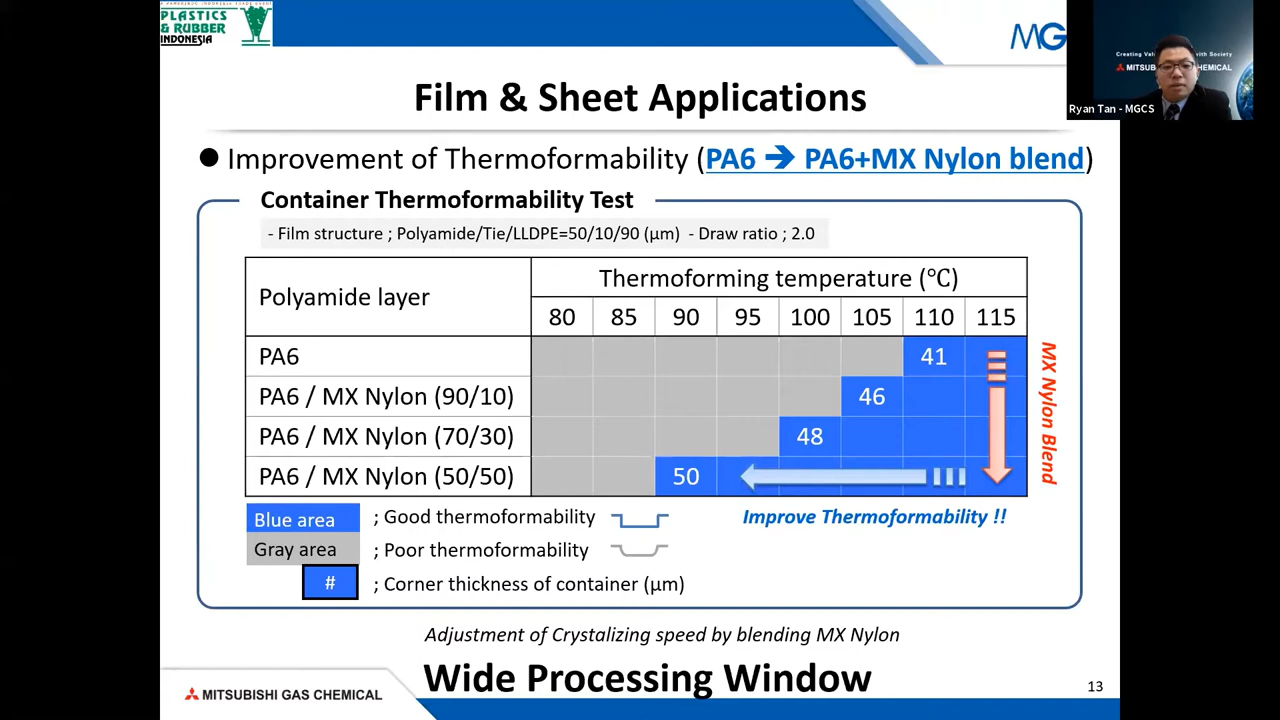 PLASTICS
& RUBBER
INDONESIA
MG
MITSUBISHI
CHEMICAL
Ryan Tan - MGCS
Film & Sheet Applications
● Improvement of Thermoformability (PA6 ➔ PA6+MX Nylon blend)
Container Thermoformability Test
- Film structure ; Polyamide/Tie/LLDPE=50/10/90 (μm) - Draw ratio ; 2.0
Polyamide layer
Thermoforming temperature (℃)
80 85 90 95 100 105 110 115
PA6 41
PA6 / MX Nylon (90/10) 46
PA6 / MX Nylon (70/30) 48
PA6 / MX Nylon (50/50) 50
MX Nylon Blend
Blue area ; Good thermoformability
Improve Thermoformability !!
Gray area ; Poor thermoformability
# ; Corner thickness of container (μm)
Adjustment of Crystalizing speed by blending MX Nylon
Wide Processing Window
MITSUBISHI GAS CHEMICAL
13